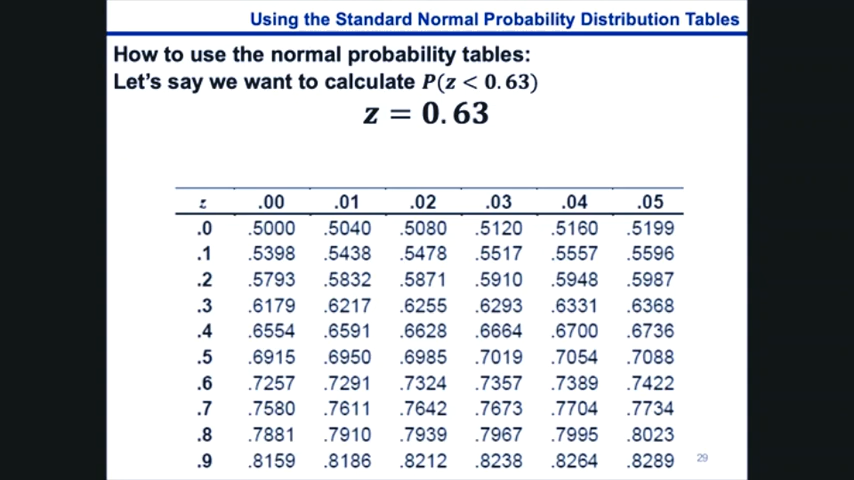 Using the Standard Normal Probability Distribution Tables
How to use the normal probability tables:
Let's say we want to calculate P(z < 0.63)
z = 0.63
z .00 .01 .02 .03 .04 .05
.0 .5000 .5040 .5080 .5120 .5160 .5199
.1 .5398 .5438 .5478 .5517 .5557 .5596
.2 .5793 .5832 .5871 .5910 .5948 .5987
.3 .6179 .6217 .6255 .6293 .6331 .6368
.4 .6554 .6591 .6628 .6664 .6700 .6736
.5 .6915 .6950 .6985 .7019 .7054 .7088
.6 .7257 .7291 .7324 .7357 .7389 .7422
.7 .7580 .7611 .7642 .7673 .7704 .7734
.8 .7881 .7910 .7939 .7967 .7995 .8023
.9 .8159 .8186 .8212 .8238 .8264 .8289
29